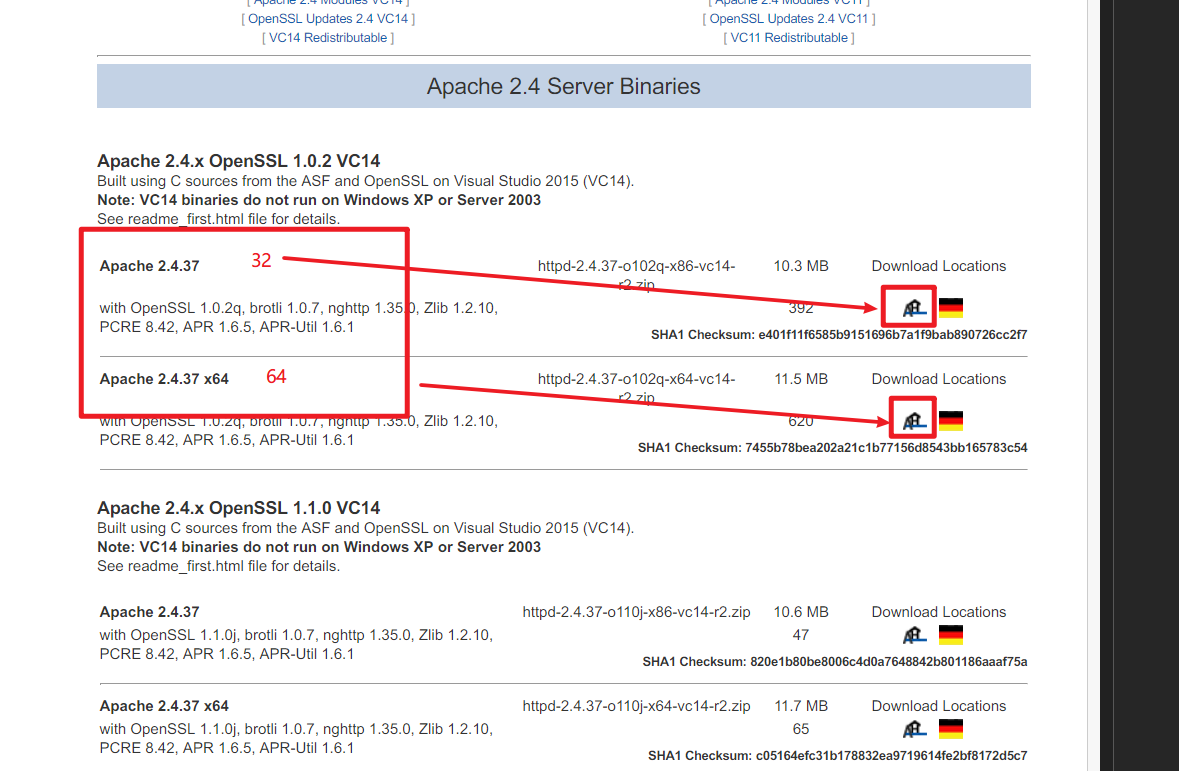 [ Apache 2.4 Modules VC14 ]
[ Apache 2.4 Modules VC11 ]
[ OpenSSL Updates 2.4 VC14 ]
[ OpenSSL Updates 2.4 VC11 ]
[ VC14 Redistributable ]
[ VC11 Redistributable ]
Apache 2.4 Server Binaries
Apache 2.4.x OpenSSL 1.0.2 VC14
Built using C sources from the ASF and OpenSSL on Visual Studio 2015 (VC14).
Note: VC14 binaries do not run on Windows XP or Server 2003
See readme_first.html file for details.
Apache 2.4.37 32 httpd-2.4.37-o102q-x86-vc14- 10.3 MB Download Locations
r2.zip
with OpenSSL 1.0.2q, brotli 1.0.7, nghttp 1.35.0, Zlib 1.2.10, 392
PCRE 8.42, APR 1.6.5, APR-Util 1.6.1
SHA1 Checksum: e401f11f6585b9151696b7a1f9bab890726cc2f7
Apache 2.4.37 x64 64 httpd-2.4.37-o102q-x64-vc14- 11.5 MB Download Locations
r2.zip
with OpenSSL 1.0.2q, brotli 1.0.7, nghttp 1.35.0, Zlib 1.2.10, 620
PCRE 8.42, APR 1.6.5, APR-Util 1.6.1
SHA1 Checksum: 7455b78bea202a21c1b77156d8543bb165783c54
Apache 2.4.x OpenSSL 1.1.0 VC14
Built using C sources from the ASF and OpenSSL on Visual Studio 2015 (VC14).
Note: VC14 binaries do not run on Windows XP or Server 2003
See readme_first.html file for details.
Apache 2.4.37 httpd-2.4.37-o110j-x86-vc14-r2.zip 10.6 MB Download Locations
with OpenSSL 1.1.0j, brotli 1.0.7, nghttp 1.35.0, Zlib 1.2.10, 47
PCRE 8.42, APR 1.6.5, APR-Util 1.6.1
SHA1 Checksum: 820e1b80be8006c4d0a7648842b801186aaaf75a
Apache 2.4.37 x64 httpd-2.4.37-o110j-x64-vc14-r2.zip 11.7 MB Download Locations
with OpenSSL 1.1.0j, brotli 1.0.7, nghttp 1.35.0, Zlib 1.2.10, 65
PCRE 8.42, APR 1.6.5, APR-Util 1.6.1
SHA1 Checksum: c05164efc31b178832ea9719614fe2bf8172d5c7